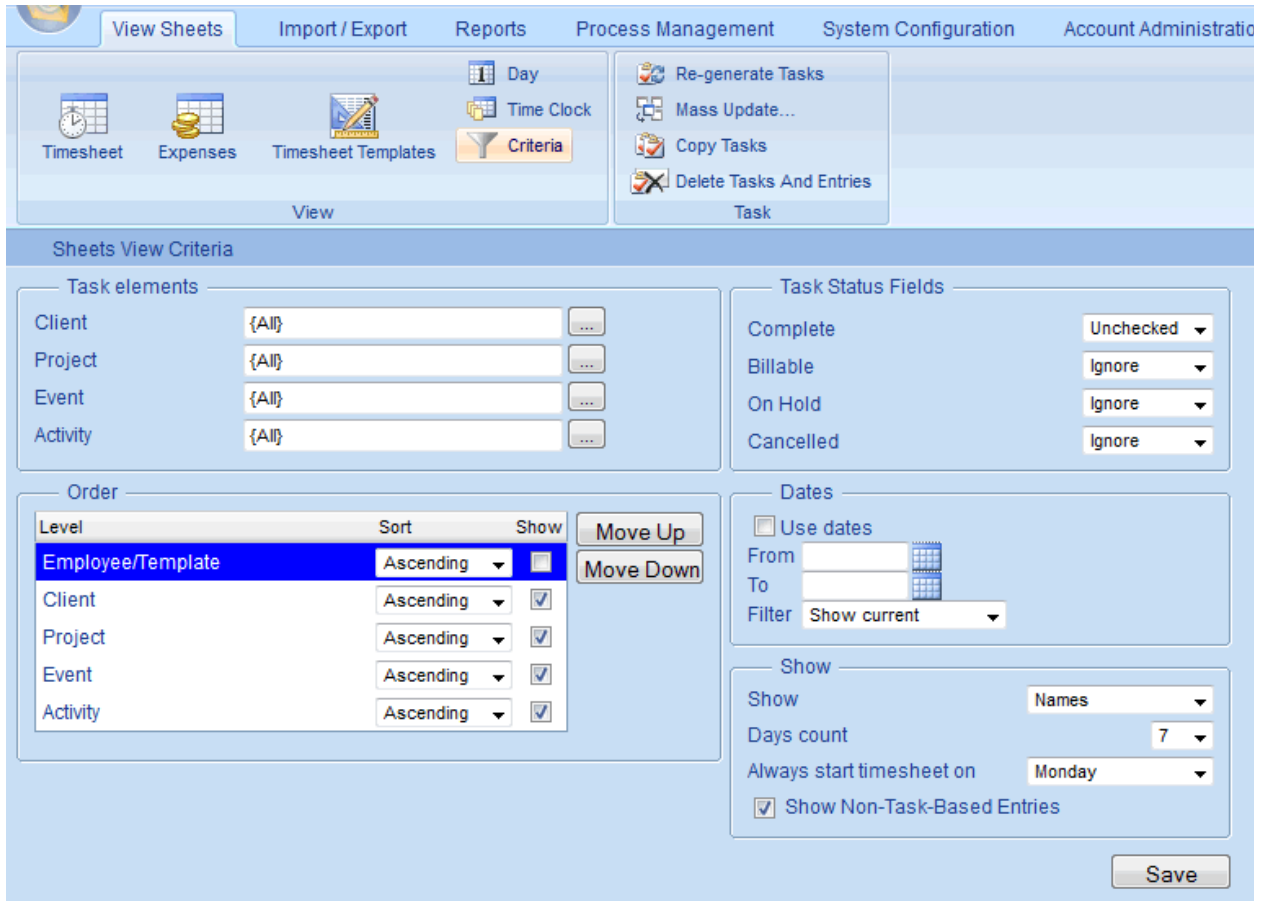 View Sheets Import / Export Reports Process Management System Configuration Account Administratio
Day
Time Clock
Criteria
Timesheet Expenses Timesheet Templates
View
Re-generate Tasks
Mass Update...
Copy Tasks
Delete Tasks And Entries
Task
Sheets View Criteria
Task elements
Client {All} ...
Project {All} ...
Event {All} ...
Activity {All} ...
Task Status Fields
Complete Unchecked
Billable Ignore
On Hold Ignore
Cancelled Ignore
Order
Level Sort Show
Employee/Template Ascending
Client Ascending
Project Ascending
Event Ascending
Activity Ascending
Move Up
Move Down
Dates
Use dates
From
To
Filter Show current
Show
Show Names
Days count 7
Always start timesheet on Monday
Show Non-Task-Based Entries
Save